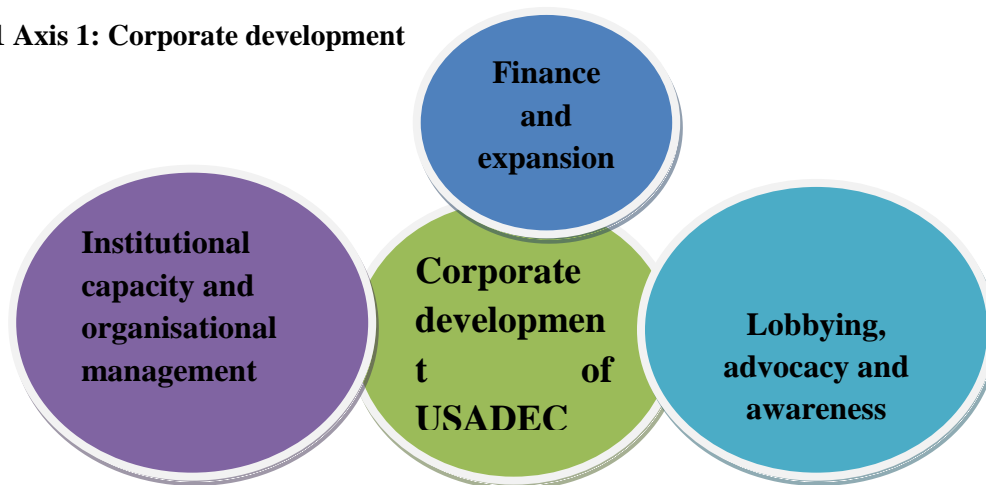 1 Axis 1: Corporate development
Finance
and
expansion
Institutional
capacity and
organisational
management
Corporate
developmen
t of
USADEC
Lobbying,
advocacy and
awareness